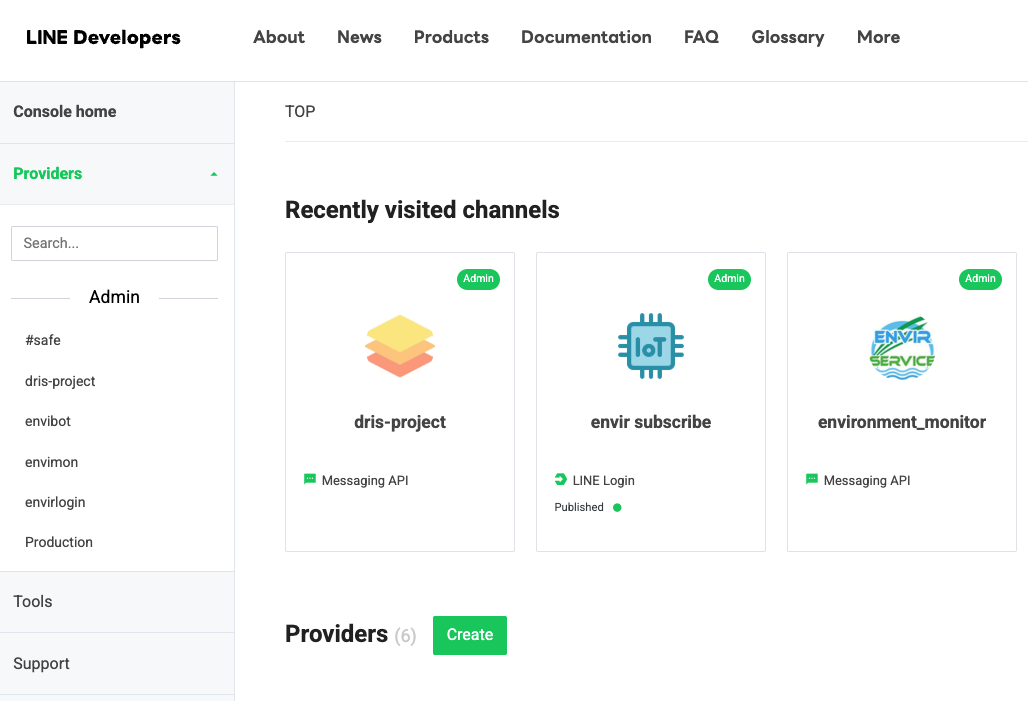 LINE Developers
About News Products Documentation FAQ Glossary More
Console home
Providers
Search...
Admin
#safe
dris-project
envibot
envimon
envirlogin
Production
Tools
Support
TOP
Recently visited channels
Admin
dris-project
Messaging API
Admin
IoT
envir subscribe
LINE Login
Published
Admin
ENVIR
SERVICE
environment_monitor
Messaging API
Providers (6) Create